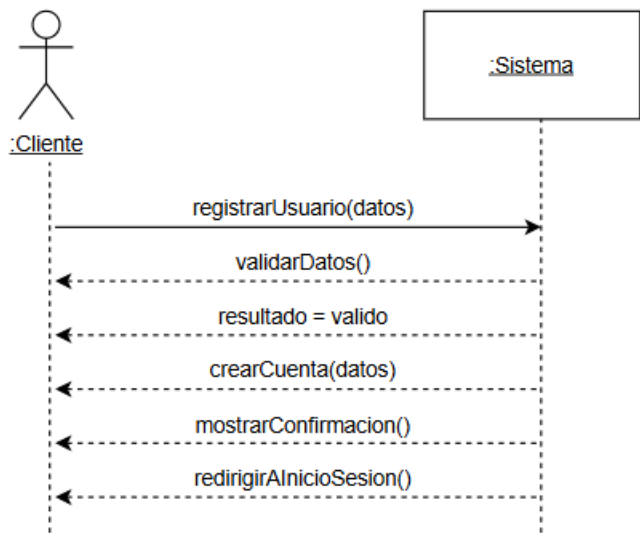 :Sistema
:Cliente
registrarUsuario(datos)
validarDatos()
resultado = valido
crearCuenta(datos)
mostrarConfirmacion()
redirigirAInicioSesion()